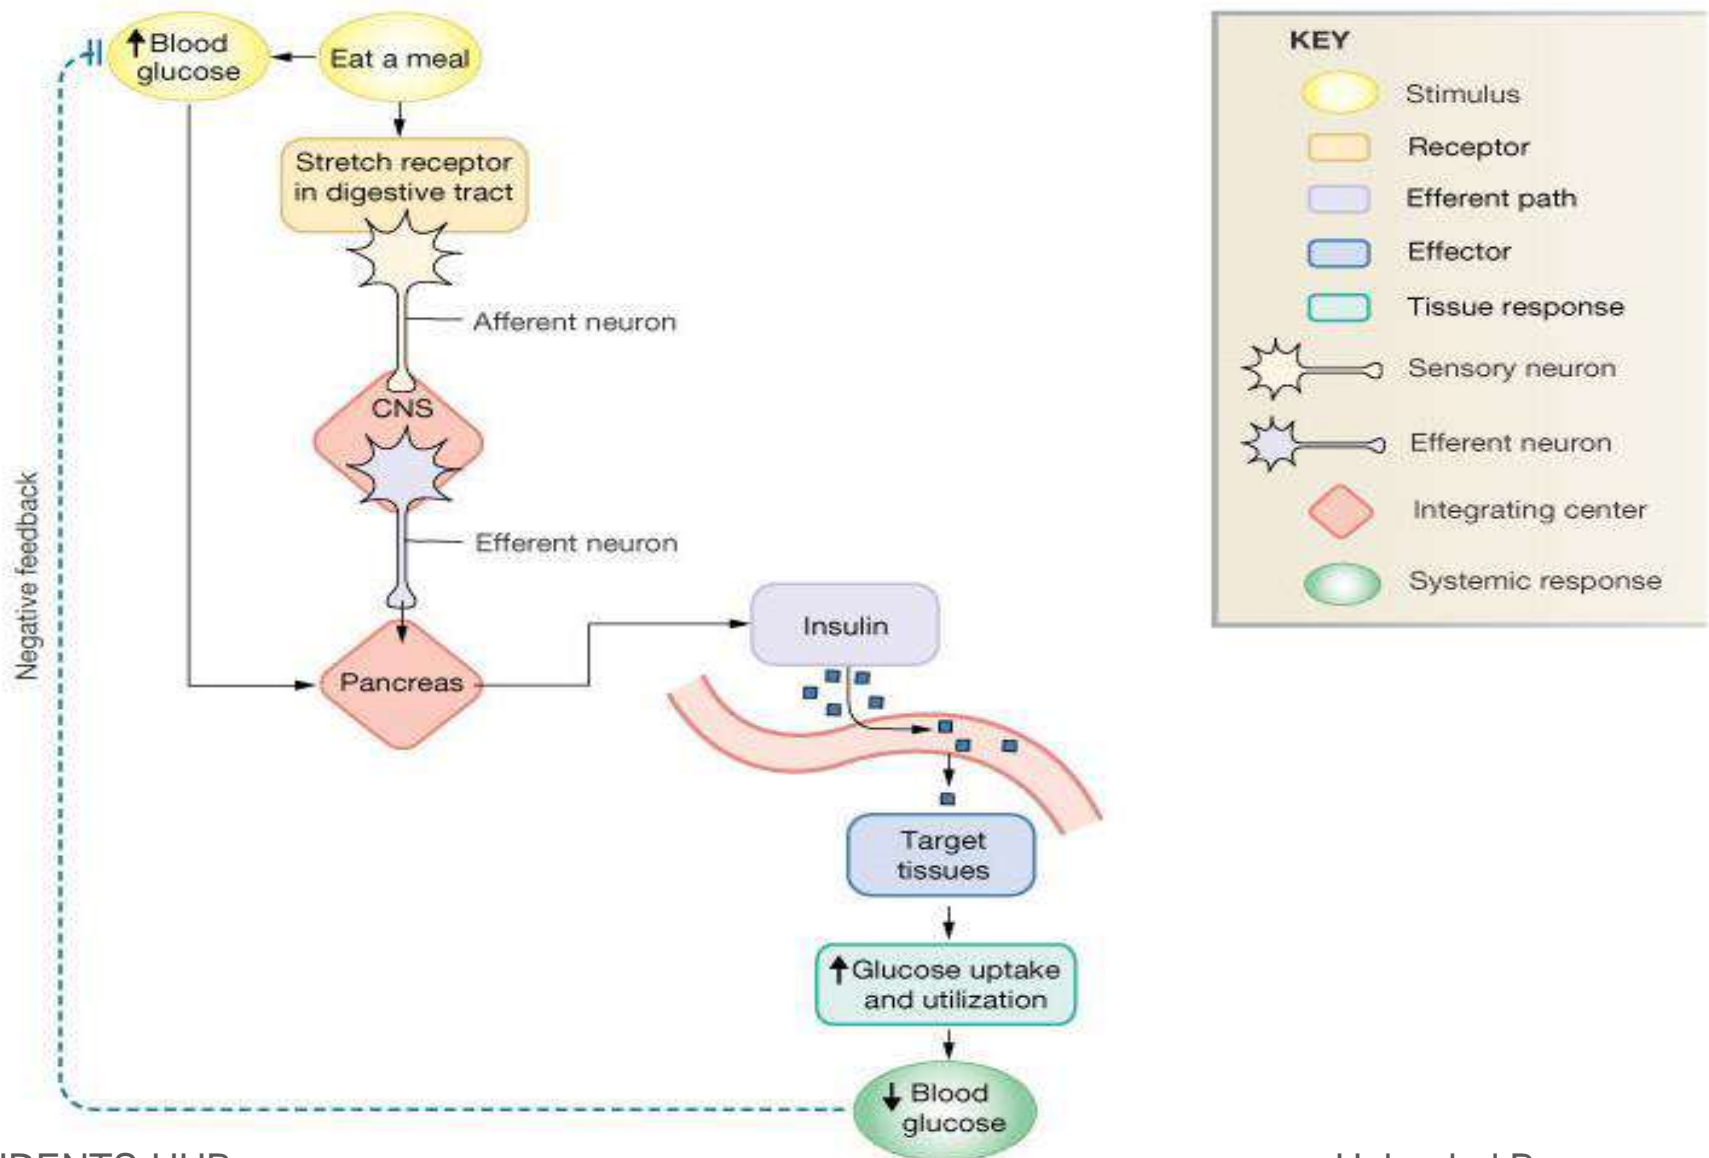 Blood
glucose
Eat a meal
Stretch receptor
in digestive tract
Afferent neuron
CNS
Efferent neuron
Negative feedback
Pancreas
Insulin
Target
tissues
Glucose uptake
and utilization
Blood
glucose
KEY
Stimulus
Receptor
Efferent path
Effector
Tissue response
Sensory neuron
Efferent neuron
Integrating center
Systemic response